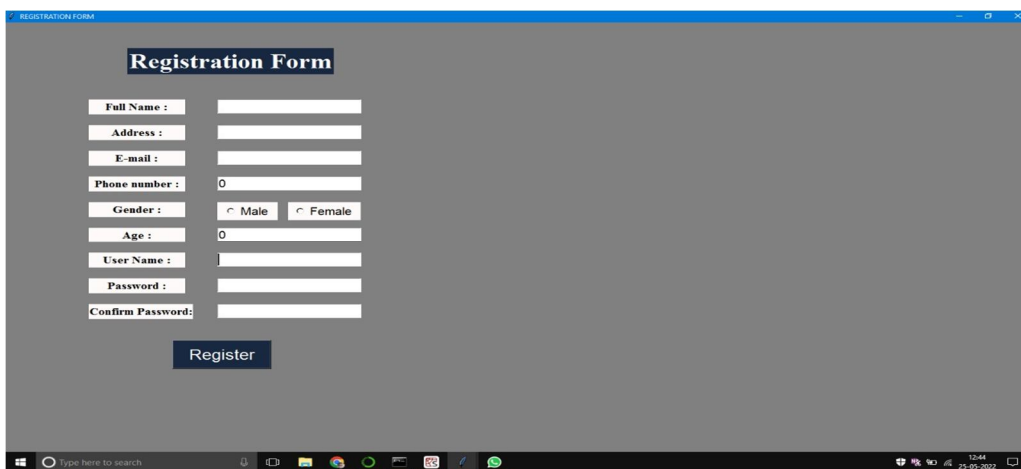 REGISTRATION FORM
Registration Form
Full Name :
Address :
E-mail :
Phone number : 0
Gender : Male Female
Age : 0
User Name :
Password :
Confirm Password:
Register
Type here to search
12:44
25-05-2022